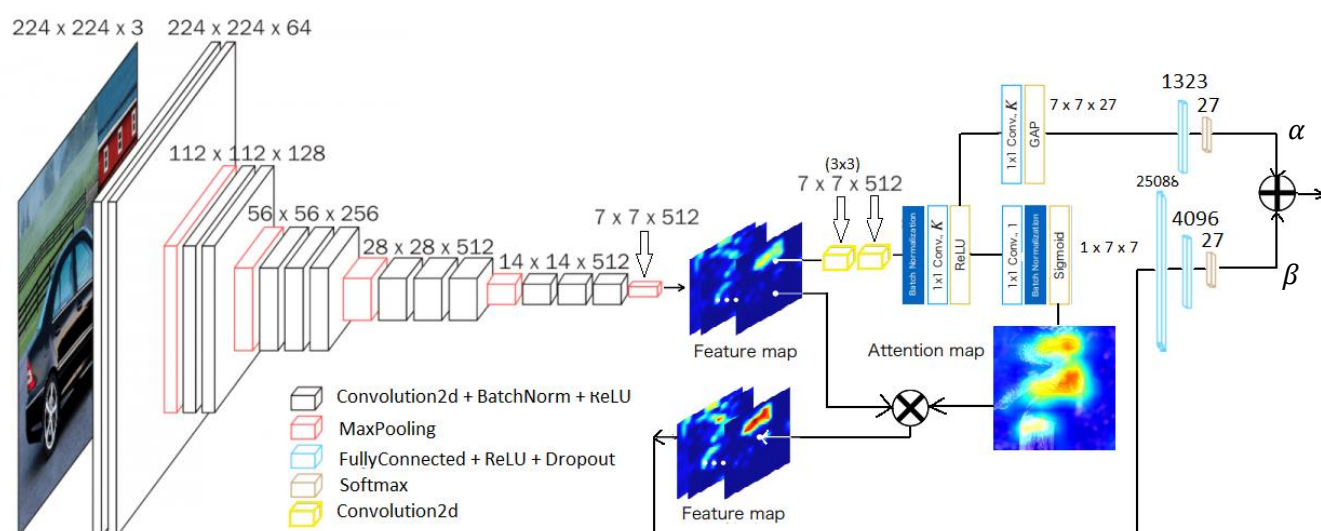 224 x 224 x 3
224 x 224 x 64
112 x 112 x 128
56 x 56 x 256
28 x 28 x 512
14 x 14 x 512
7 x 7 x 512
(3x3)
7 x 7 x 512
Feature map
Batch Normalization
1x1 Conv., K
ReLU
1x1 Conv., K
GAP
7 x 7 x 27
1x1 Conv., 1
Batch Normalization
Sigmoid
1 x 7 x 7
Attention map
1323
27
α
25088
4096
27
β
Feature map
Convolution2d + BatchNorm + ReLU
MaxPooling
FullyConnected + ReLU + Dropout
Softmax
Convolution2d